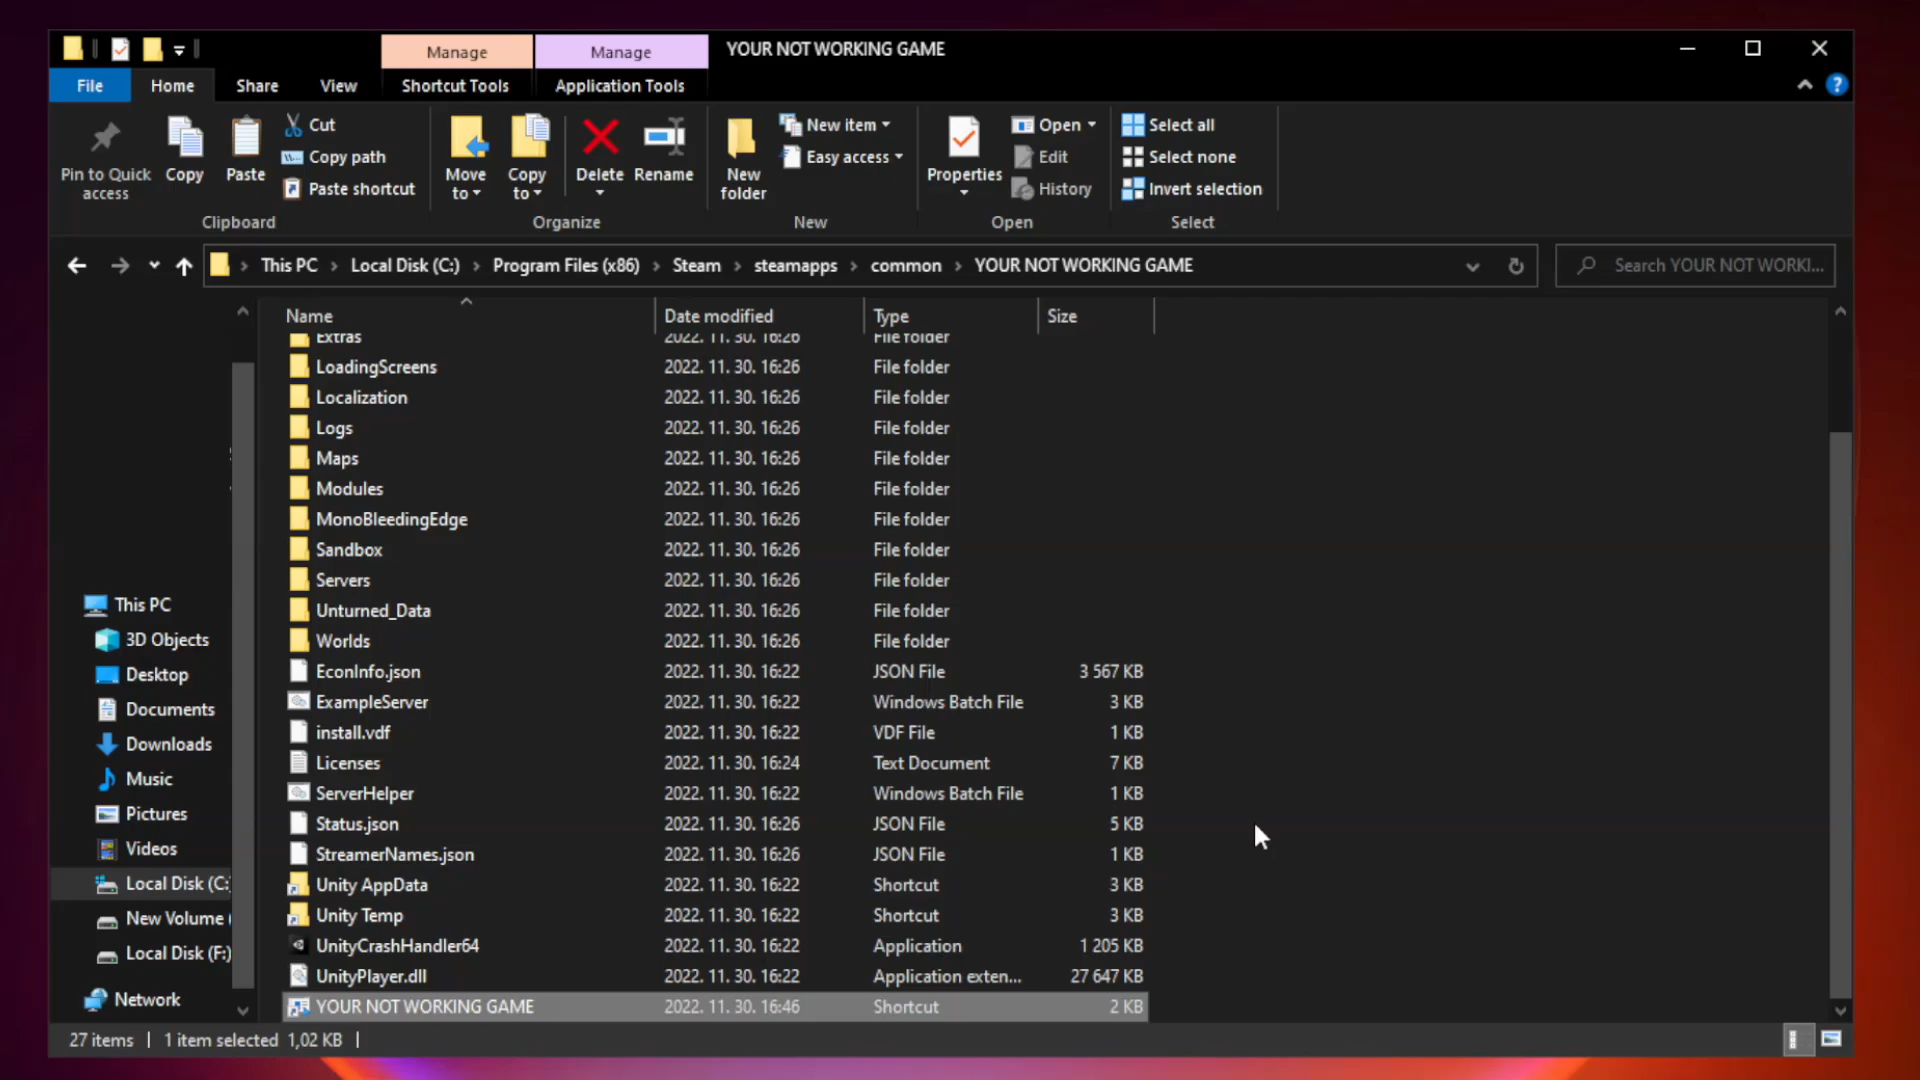 Manage
Manage
YOUR NOT WORKING GAME
File
Home
Share
View
Shortcut Tools
Application Tools
Pin to Quick access
Copy
Paste
Cut
Copy path
Paste shortcut
Clipboard
Move to
Copy to
Delete
Rename
Organize
New folder
New item
Easy access
New
Properties
Open
Edit
History
Open
Select all
Select none
Invert selection
Select
This PC > Local Disk (C:) > Program Files (x86) > Steam > steamapps > common > YOUR NOT WORKING GAME
Search YOUR NOT WORKI...
Name Date modified Type Size
Extras 2022. 11. 30. 16:26 File folder
LoadingScreens 2022. 11. 30. 16:26 File folder
Localization 2022. 11. 30. 16:26 File folder
Logs 2022. 11. 30. 16:26 File folder
Maps 2022. 11. 30. 16:26 File folder
Modules 2022. 11. 30. 16:26 File folder
MonoBleedingEdge 2022. 11. 30. 16:26 File folder
Sandbox 2022. 11. 30. 16:26 File folder
Servers 2022. 11. 30. 16:26 File folder
Unturned_Data 2022. 11. 30. 16:26 File folder
Worlds 2022. 11. 30. 16:26 File folder
EconInfo.json 2022. 11. 30. 16:22 JSON File 3 567 KB
ExampleServer 2022. 11. 30. 16:22 Windows Batch File 3 KB
install.vdf 2022. 11. 30. 16:22 VDF File 1 KB
Licenses 2022. 11. 30. 16:24 Text Document 7 KB
ServerHelper 2022. 11. 30. 16:22 Windows Batch File 1 KB
Status.json 2022. 11. 30. 16:26 JSON File 5 KB
StreamerNames.json 2022. 11. 30. 16:26 JSON File 1 KB
Unity AppData 2022. 11. 30. 16:22 Shortcut 3 KB
Unity Temp 2022. 11. 30. 16:22 Shortcut 3 KB
UnityCrashHandler64 2022. 11. 30. 16:22 Application 1 205 KB
UnityPlayer.dll 2022. 11. 30. 16:22 Application exten... 27 647 KB
YOUR NOT WORKING GAME 2022. 11. 30. 16:46 Shortcut 2 KB
This PC
3D Objects
Desktop
Documents
Downloads
Music
Pictures
Videos
Local Disk (C:
New Volume (
Local Disk (F:)
Network
27 items | 1 item selected 1,02 KB |